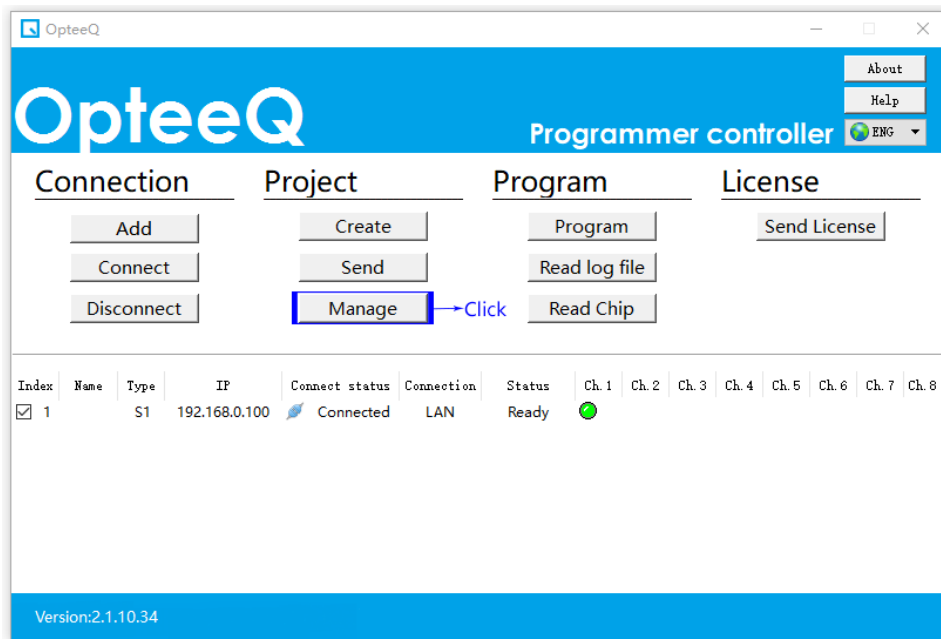 OpteeQ
About
OpteeQ
Help
Programmer controller
ENG
Connection Project Program License
Add Create Program Send License
Connect Send Read log file
Disconnect Manage Click Read Chip
Index Name Type IP Connect status Connection Status Ch.1 Ch.2 Ch.3 Ch.4 Ch.5 Ch.6 Ch.7 Ch.8
1 S1 192.168.0.100 Connected LAN Ready
Version:2.1.10.34